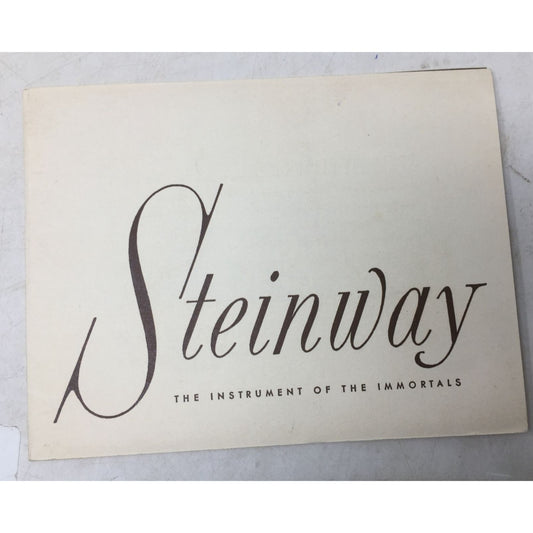 Steinway
THE INSTRUMENT OF THE IMMORTALS